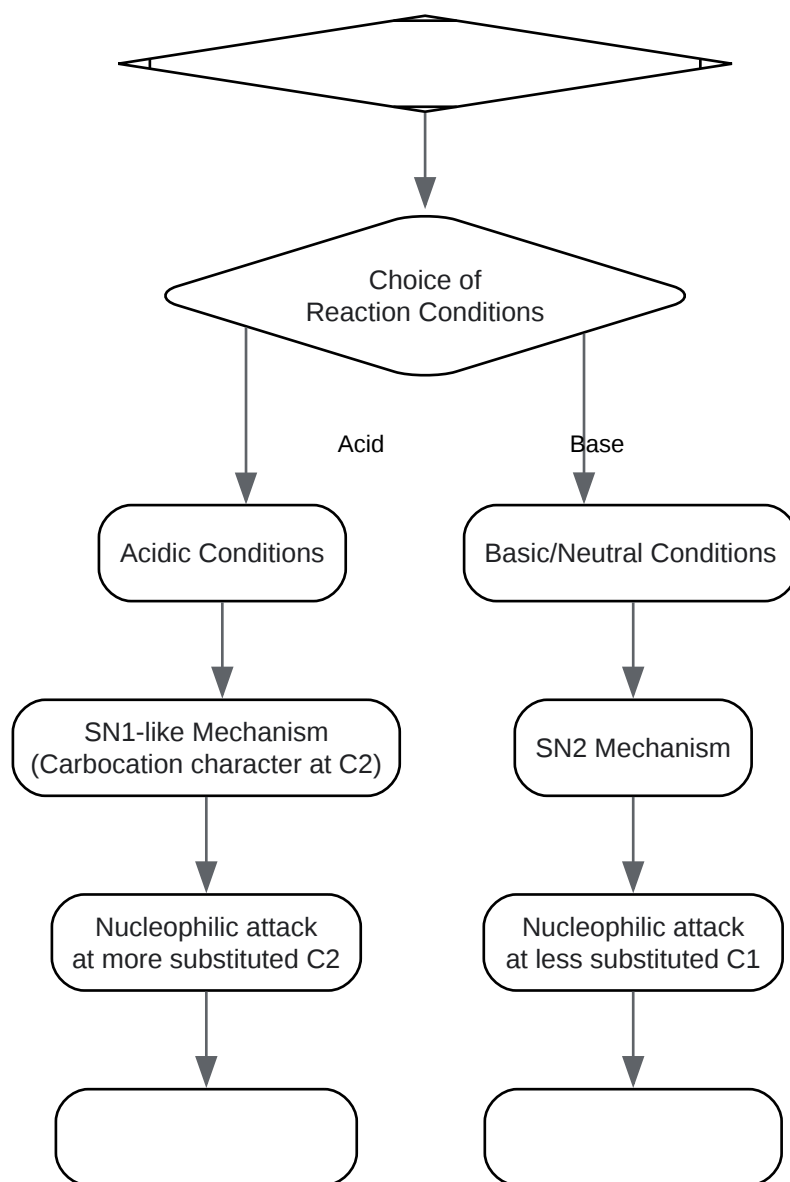 Choice of
Reaction Conditions
Acid
Base
Acidic Conditions
Basic/Neutral Conditions
SN1-like Mechanism
(Carbocation character at C2)
SN2 Mechanism
Nucleophilic attack
at more substituted C2
Nucleophilic attack
at less substituted C1